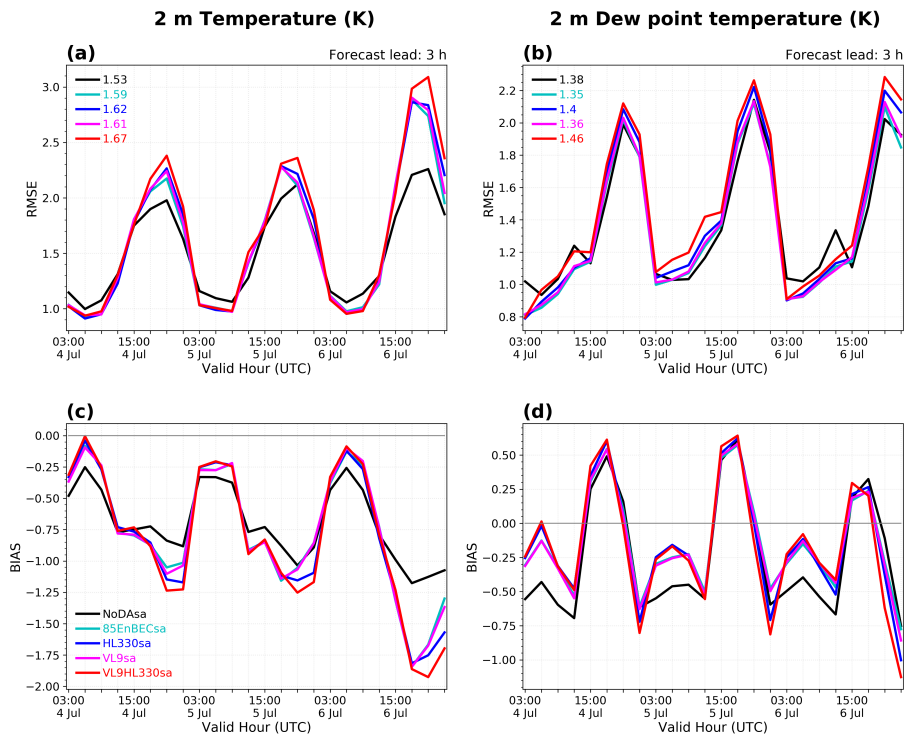 2 m Temperature (K)
2 m Dew point temperature (K)
(a)
Forecast lead: 3 h
RMSE
3.0
2.5
2.0
1.5
1.0
1.53
1.59
1.62
1.61
1.67
03:00 15:00 03:00 15:00 03:00 15:00
4 Jul 4 Jul 5 Jul 5 Jul 6 Jul 6 Jul
Valid Hour (UTC)
(b)
Forecast lead: 3 h
RMSE
2.2
2.0
1.8
1.6
1.4
1.2
1.0
0.8
1.38
1.35
1.4
1.36
1.46
03:00 15:00 03:00 15:00 03:00 15:00
4 Jul 4 Jul 5 Jul 5 Jul 6 Jul 6 Jul
Valid Hour (UTC)
(c)
BIAS
0.00
−0.25
−0.50
−0.75
−1.00
−1.25
−1.50
−1.75
−2.00
NoDAsa
85EnBECsa
HL330sa
VL9sa
VL9HL330sa
03:00 15:00 03:00 15:00 03:00 15:00
4 Jul 4 Jul 5 Jul 5 Jul 6 Jul 6 Jul
Valid Hour (UTC)
(d)
BIAS
0.50
0.25
0.00
−0.25
−0.50
−0.75
−1.00
03:00 15:00 03:00 15:00 03:00 15:00
4 Jul 4 Jul 5 Jul 5 Jul 6 Jul 6 Jul
Valid Hour (UTC)